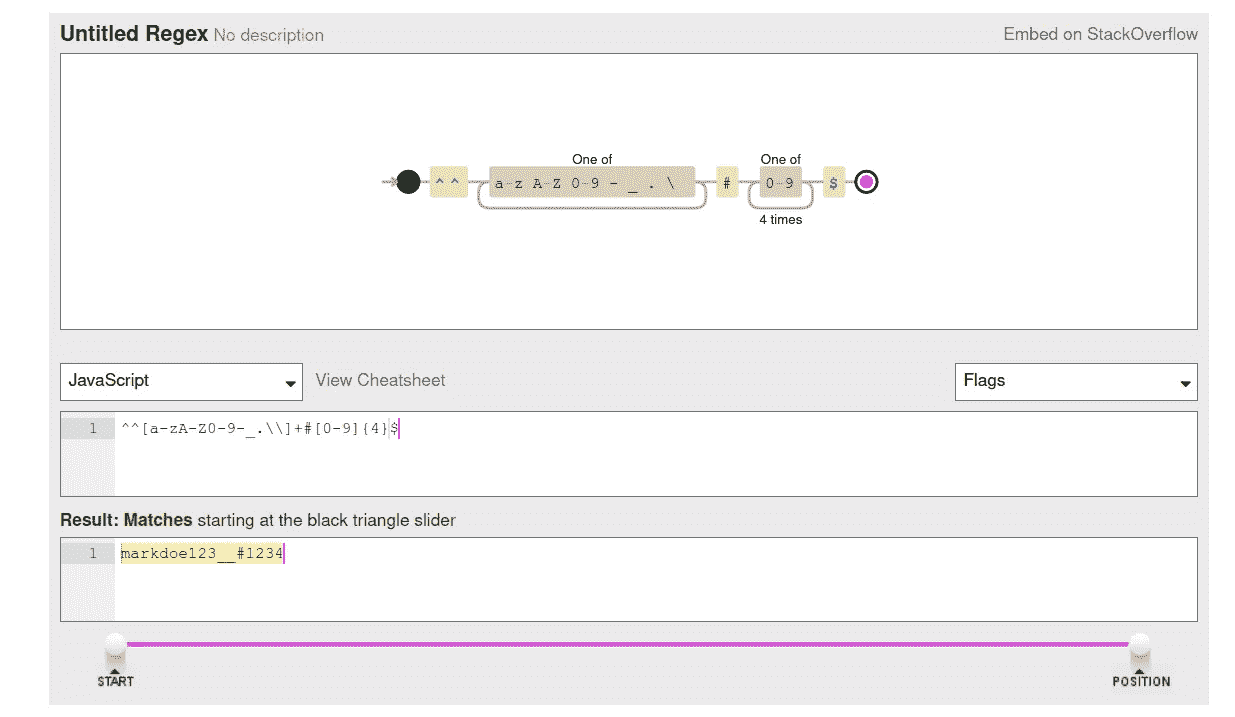 Untitled Regex No description Embed on StackOverflow
One of One of
^ ^ a-z A-Z 0-9 - _ . \ # 0-9 $
4 times
JavaScript View Cheatsheet Flags
1 ^^[a-zA-Z0-9-_.\\]+#[0-9]{4}$
Result: Matches starting at the black triangle slider
1 markdoe123__#1234
START POSITION